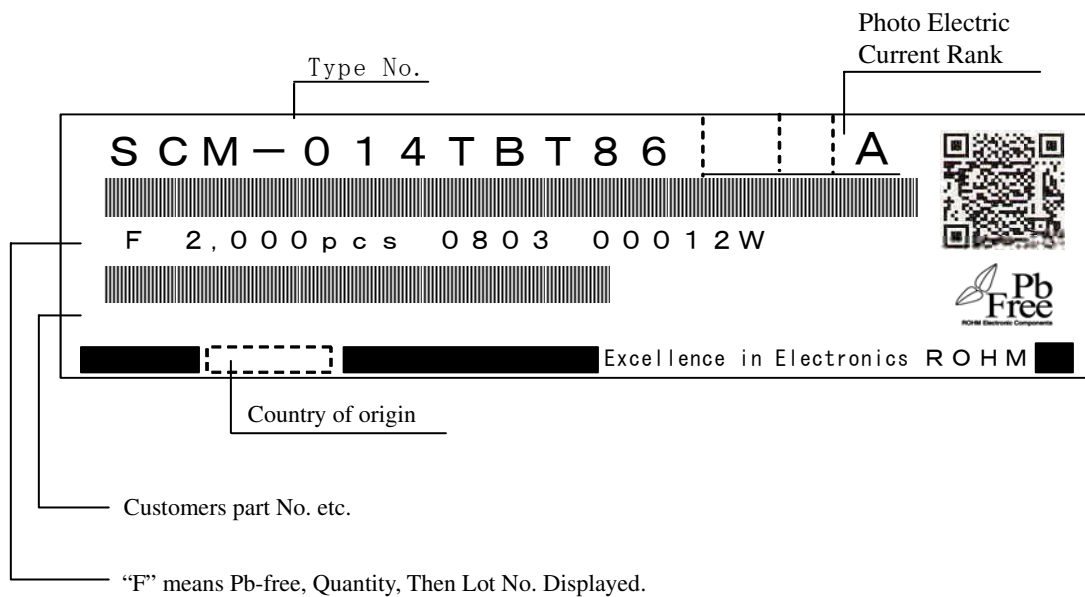 Photo Electric
Current Rank
Type No.
SCM-014TBT86 A
F 2,000pcs 0803 00012W
Pb
Free
ROHM Electronic Components
Excellence in Electronics ROHM
Country of origin
Customers part No. etc.
“F” means Pb-free, Quantity, Then Lot No. Displayed.